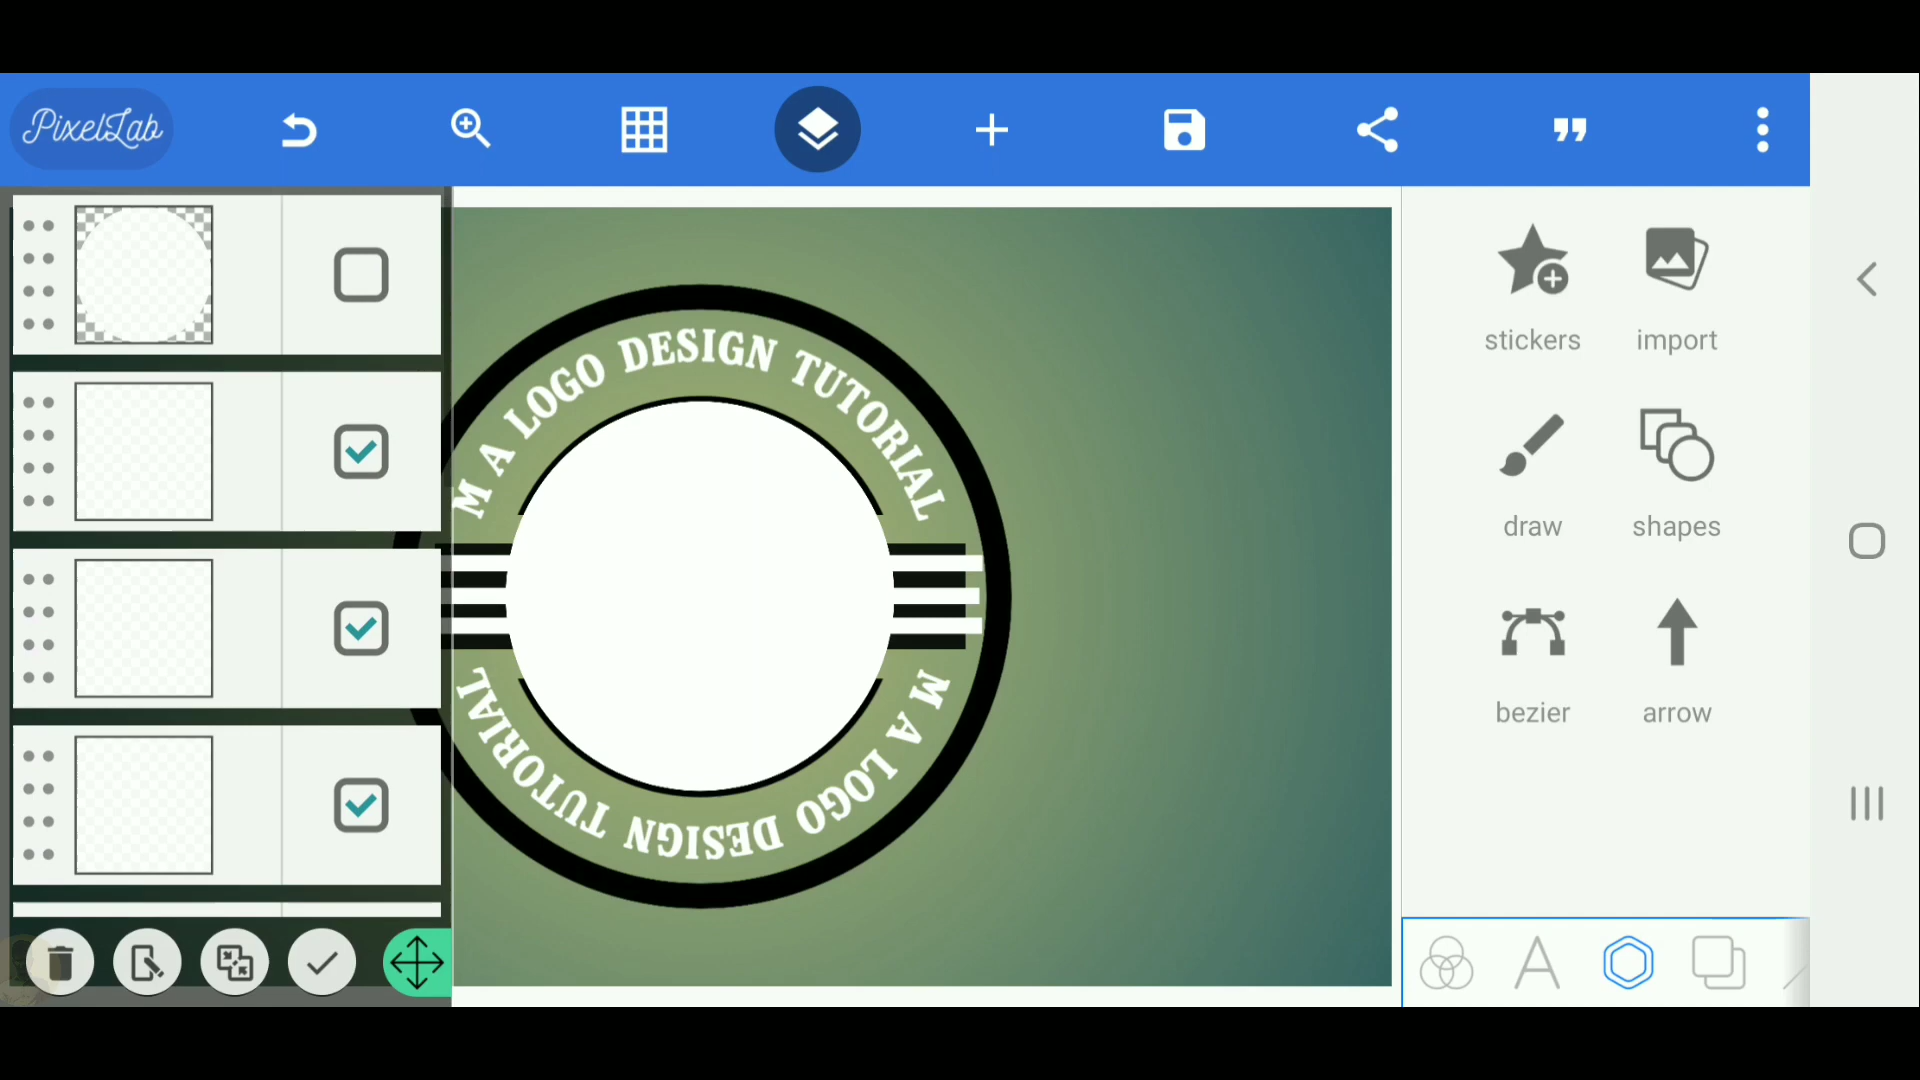 PixelLab
M A LOGO DESIGN TUTORIAL
M A LOGO DESIGN TUTORIAL
stickers
import
draw
shapes
bezier
arrow